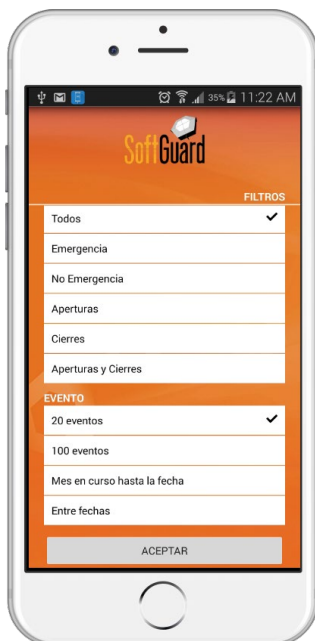 35% 11:22 AM
SoftGuard
FILTROS
Todos
Emergencia
No Emergencia
Aperturas
Cierres
Aperturas y Cierres
EVENTO
20 eventos
100 eventos
Mes en curso hasta la fecha
Entre fechas
ACEPTAR